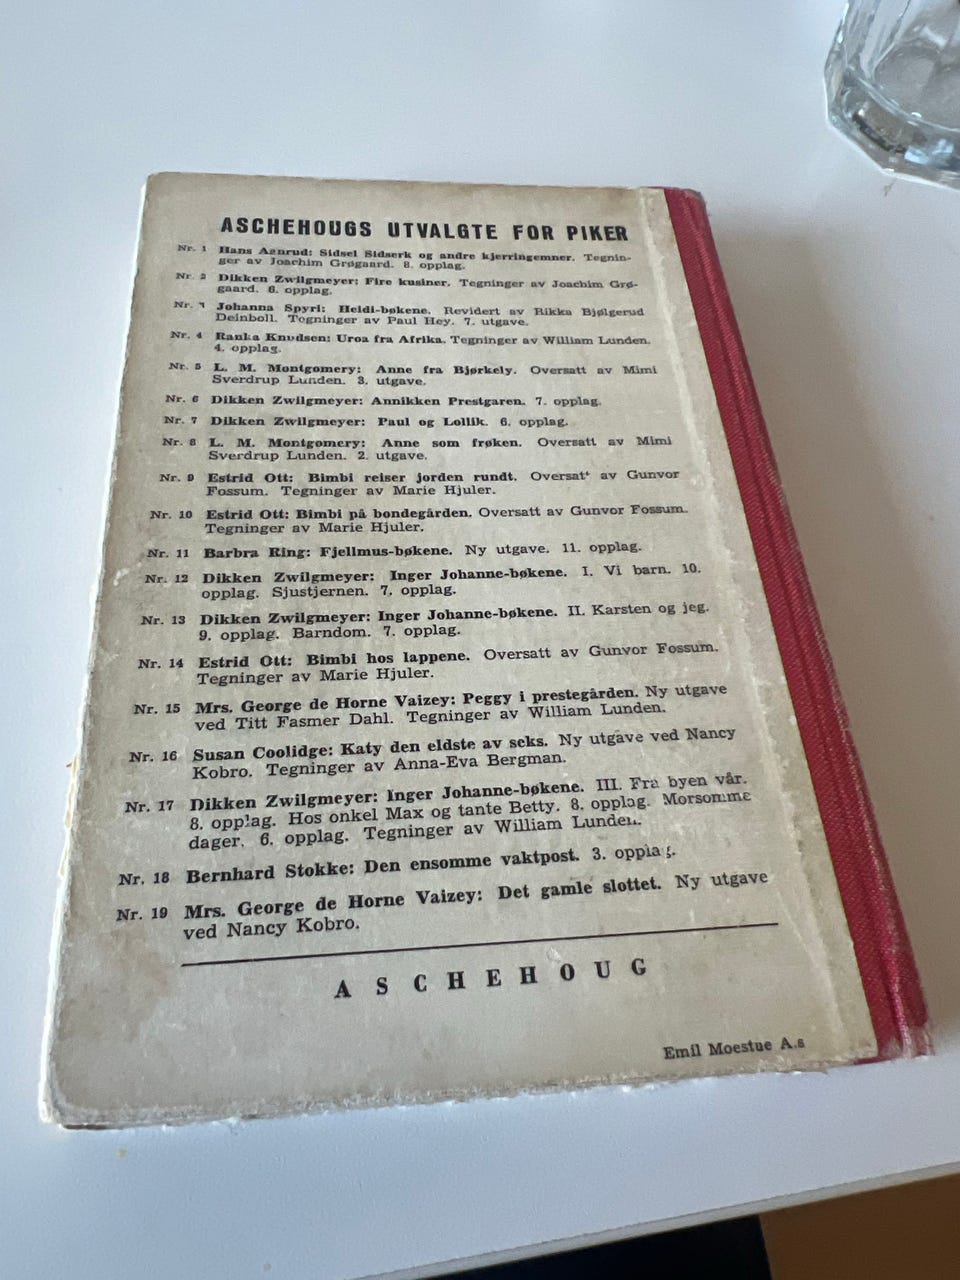 ASCHEHOUGS UTVALGTE FOR PIKER
Nr. 1 Hans Aanrud: Sidsel Sidserk og andre kjerringemner. Tegnin-
ger av Joachim Grøgaard. 8. opplag.
Nr. 2 Dikken Zwilgmeyer: Fire kusiner. Tegninger av Joachim Grø-
gaard. 6. opplag.
Nr. Johanna Spyri: Heidi-bøkene. Revidert av Rikka Bjølgerud
Deinboll. Tegninger av Paul Hey. 7. utgave.
Nr. 4 Ranka Knudsen: Uroa fra Afrika. Tegninger av William Lunden.
4. opplag.
Nr. 5 L. M. Montgomery: Anne fra Bjørkely. Oversatt av Mimi
Sverdrup Lunden. 3. utgave.
Nr. 6 Dikken Zwilgmeyer: Annikken Prestgaren. 7. opplag.
Nr. 7 Dikken Zwilgmeyer: Paul og Lollik. 6. opplag.
Nr. 8 L. M. Montgomery: Anne som frøken. Oversatt av Mimi
Sverdrup Lunden. 2. utgave.
Nr. 9 Estrid Ott: Bimbi reiser jorden rundt. Oversatt av Gunvor
Fossum. Tegninger av Marie Hjuler.
Nr. 10 Estrid Ott: Bimbi på bondegården. Oversatt av Gunvor Fossum.
Tegninger av Marie Hjuler.
Nr. 11 Barbra Ring: Fjellmus-bøkene. Ny utgave. 11. opplag.
Nr. 12 Dikken Zwilgmeyer: Inger Johanne-bøkene. I. Vi barn. 10.
opplag. Sjustjernen. 7. opplag.
Nr. 13 Dikken Zwilgmeyer: Inger Johanne-bøkene. II. Karsten og jeg.
9. opplag. Barndom. 7. opplag.
Nr. 14 Estrid Ott: Bimbi hos lappene. Oversatt av Gunvor Fossum.
Tegninger av Marie Hjuler.
Nr. 15 Mrs. George de Horne Vaizey: Peggy i prestegården. Ny utgave
ved Titt Fasmer Dahl. Tegninger av William Lunden.
Nr. 16 Susan Coolidge: Katy den eldste av seks. Ny utgave ved Nancy
Kobro. Tegninger av Anna-Eva Bergman.
Nr. 17 Dikken Zwilgmeyer: Inger Johanne-bøkene. III. Fra byen vår.
8. opplag. Hos onkel Max og tante Betty. 8. opplag. Morsomme
dager. 6. opplag. Tegninger av William Lunden.
Nr. 18 Bernhard Stokke: Den ensomme vaktpost. 3. opplag.
Nr. 19 Mrs. George de Horne Vaizey: Det gamle slottet. Ny utgave
ved Nancy Kobro.
ASCHEHOUG
Emil Moestue A.s